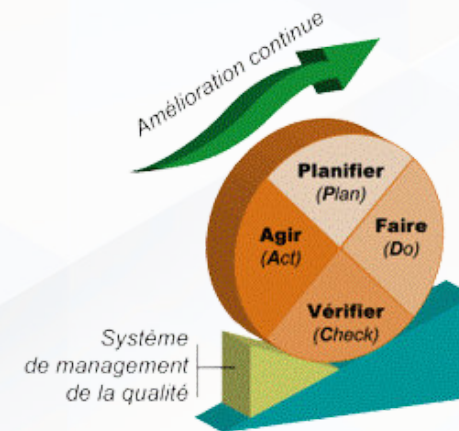 Amélioration continue
Planifier
(Plan)
Faire
(Do)
Agir
(Act)
Vérifier
(Check)
Système
de management
de la qualité